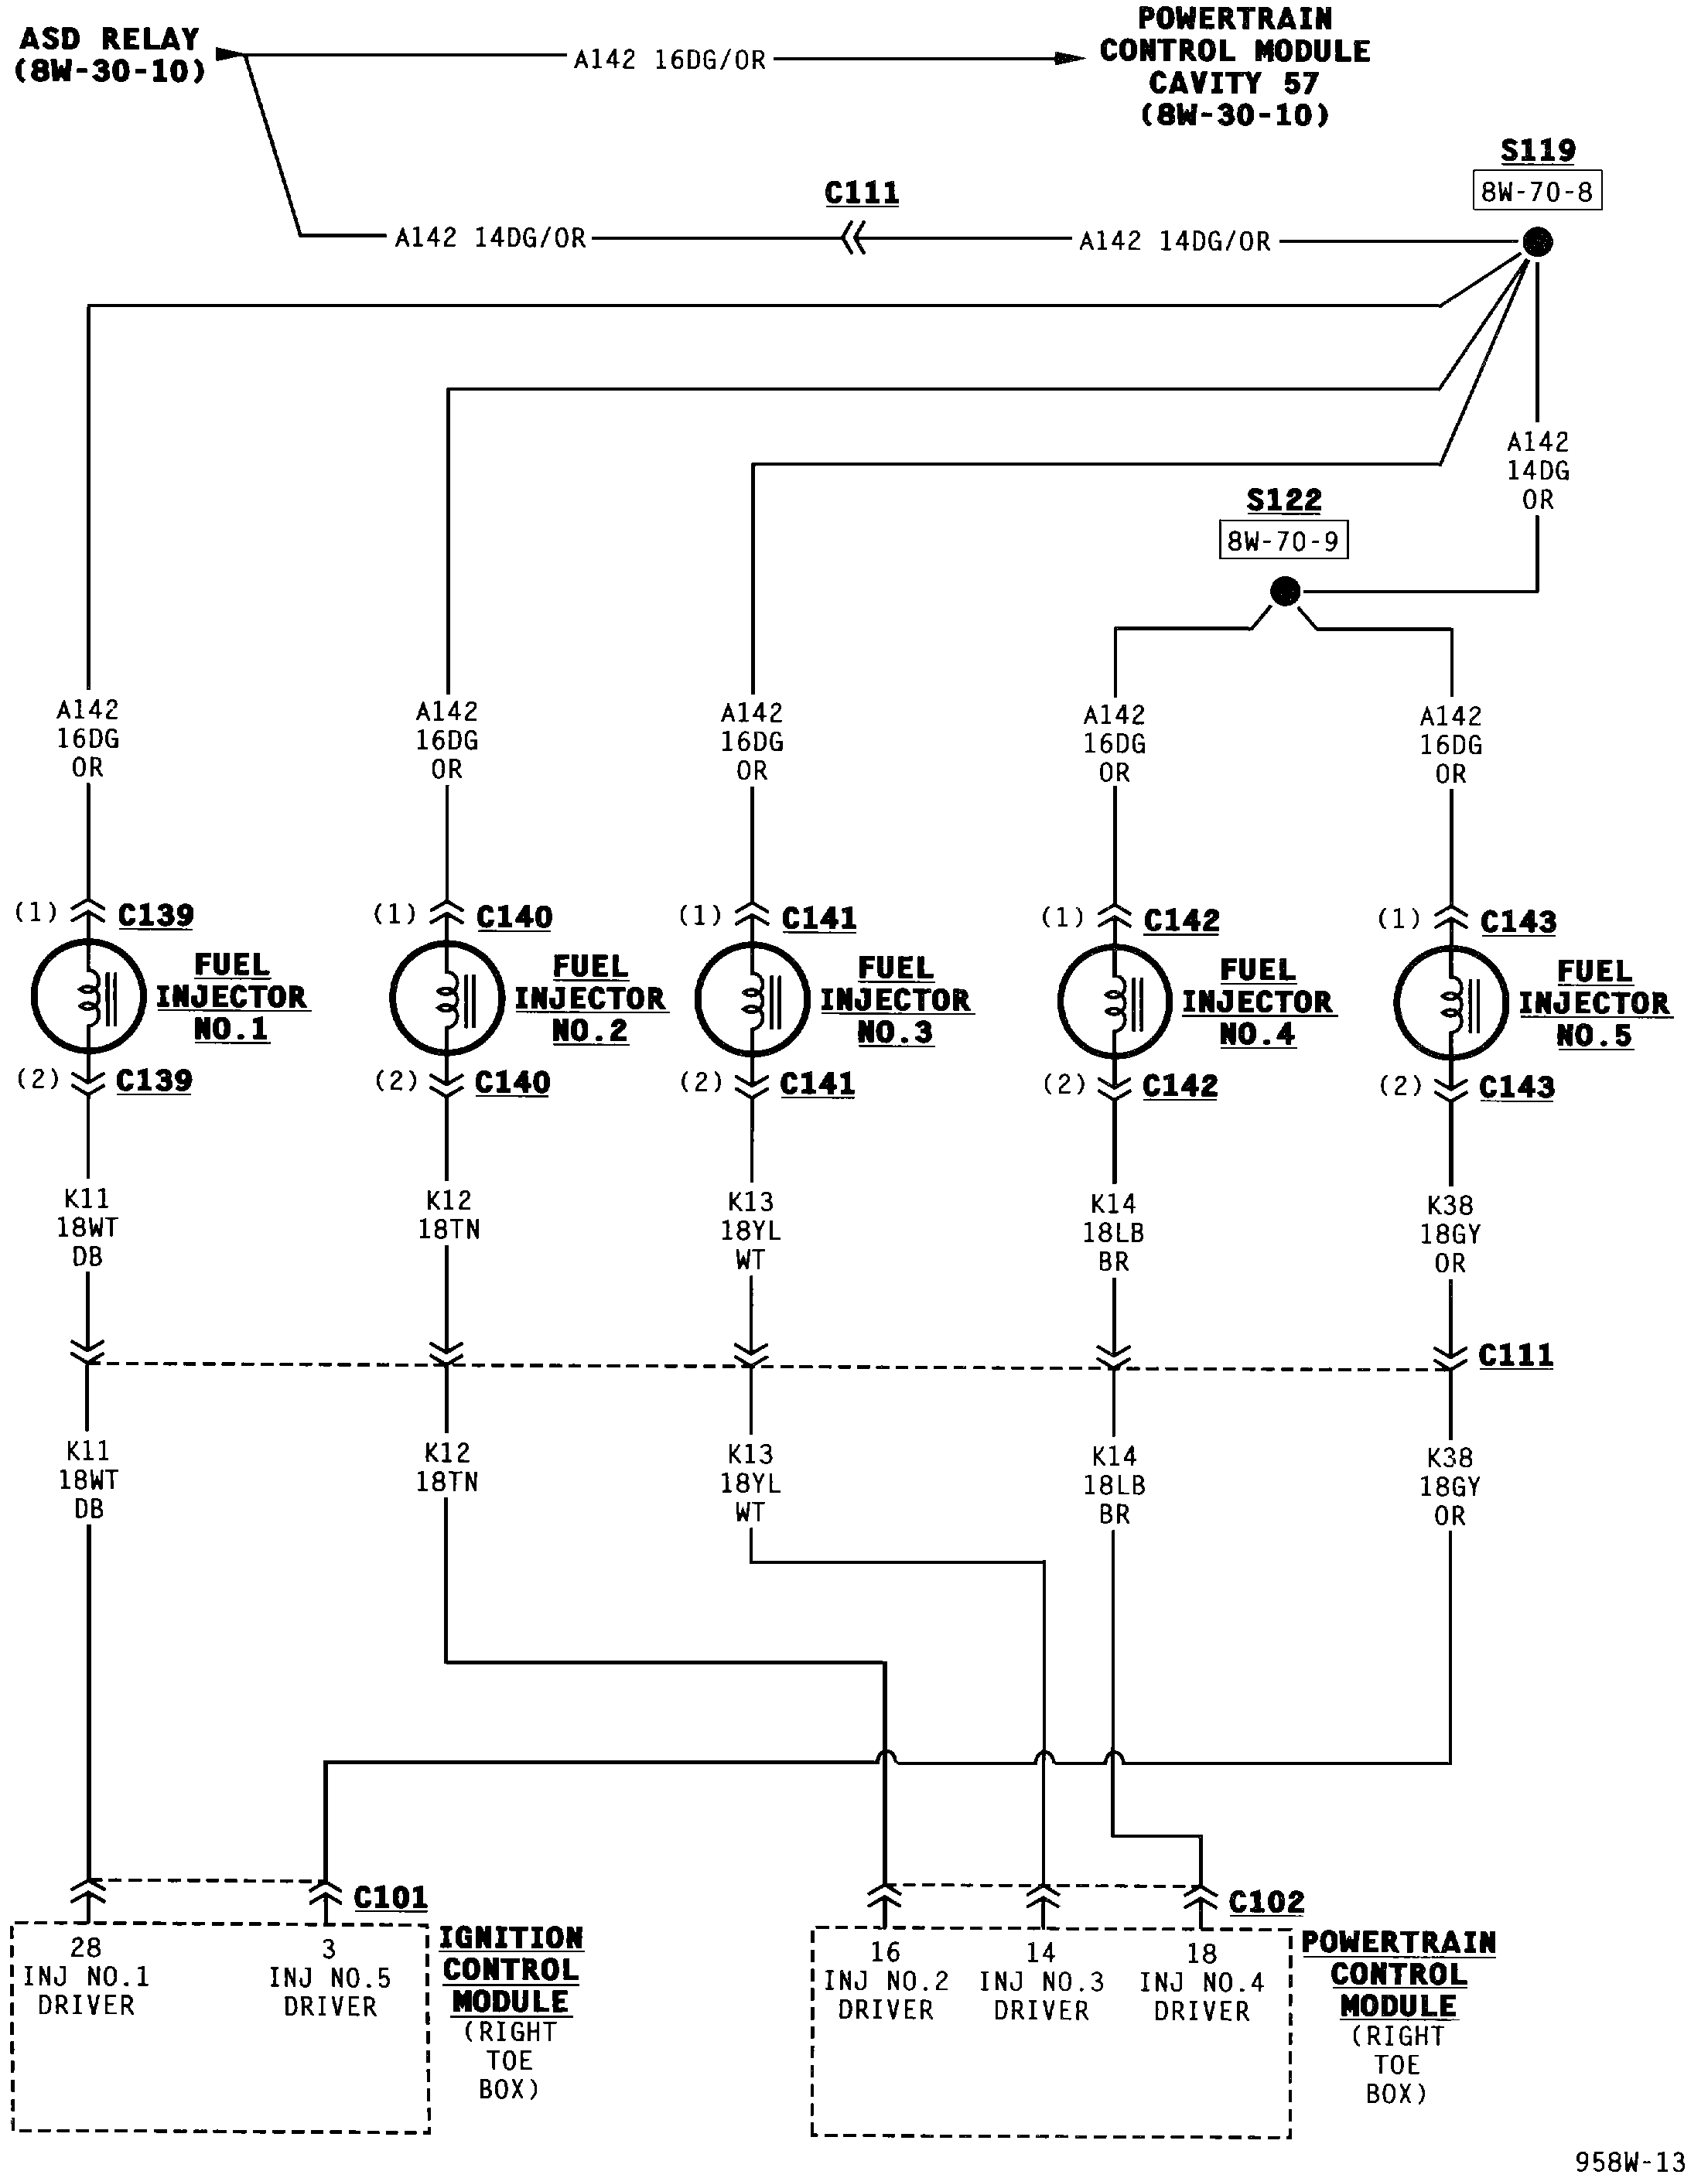 ASD RELAY
(8W-30-10)
A142 16DG/OR
POWERTRAIN
CONTROL MODULE
CAVITY 57
(8W-30-10)
S119
8W-70-8
C111
A142 14DG/OR
A142 14DG/OR
A142
14DG
OR
S122
8W-70-9
A142
16DG
OR
A142
16DG
OR
A142
16DG
OR
A142
16DG
OR
A142
16DG
OR
(1) C139
(1) C140
(1) C141
(1) C142
(1) C143
FUEL
INJECTOR
NO.1
FUEL
INJECTOR
NO.2
FUEL
INJECTOR
NO.3
FUEL
INJECTOR
NO.4
FUEL
INJECTOR
NO.5
(2) C139
(2) C140
(2) C141
(2) C142
(2) C143
K11
18WT
DB
K12
18TN
K13
18YL
WT
K14
18LB
BR
K38
18GY
OR
C111
K11
18WT
DB
K12
18TN
K13
18YL
WT
K14
18LB
BR
K38
18GY
OR
C101
C102
28
INJ NO.1
DRIVER
3
INJ NO.5
DRIVER
IGNITION
CONTROL
MODULE
(RIGHT
TOE
BOX)
16
INJ NO.2
DRIVER
14
INJ NO.3
DRIVER
18
INJ NO.4
DRIVER
POWERTRAIN
CONTROL
MODULE
(RIGHT
TOE
BOX)
958W-13